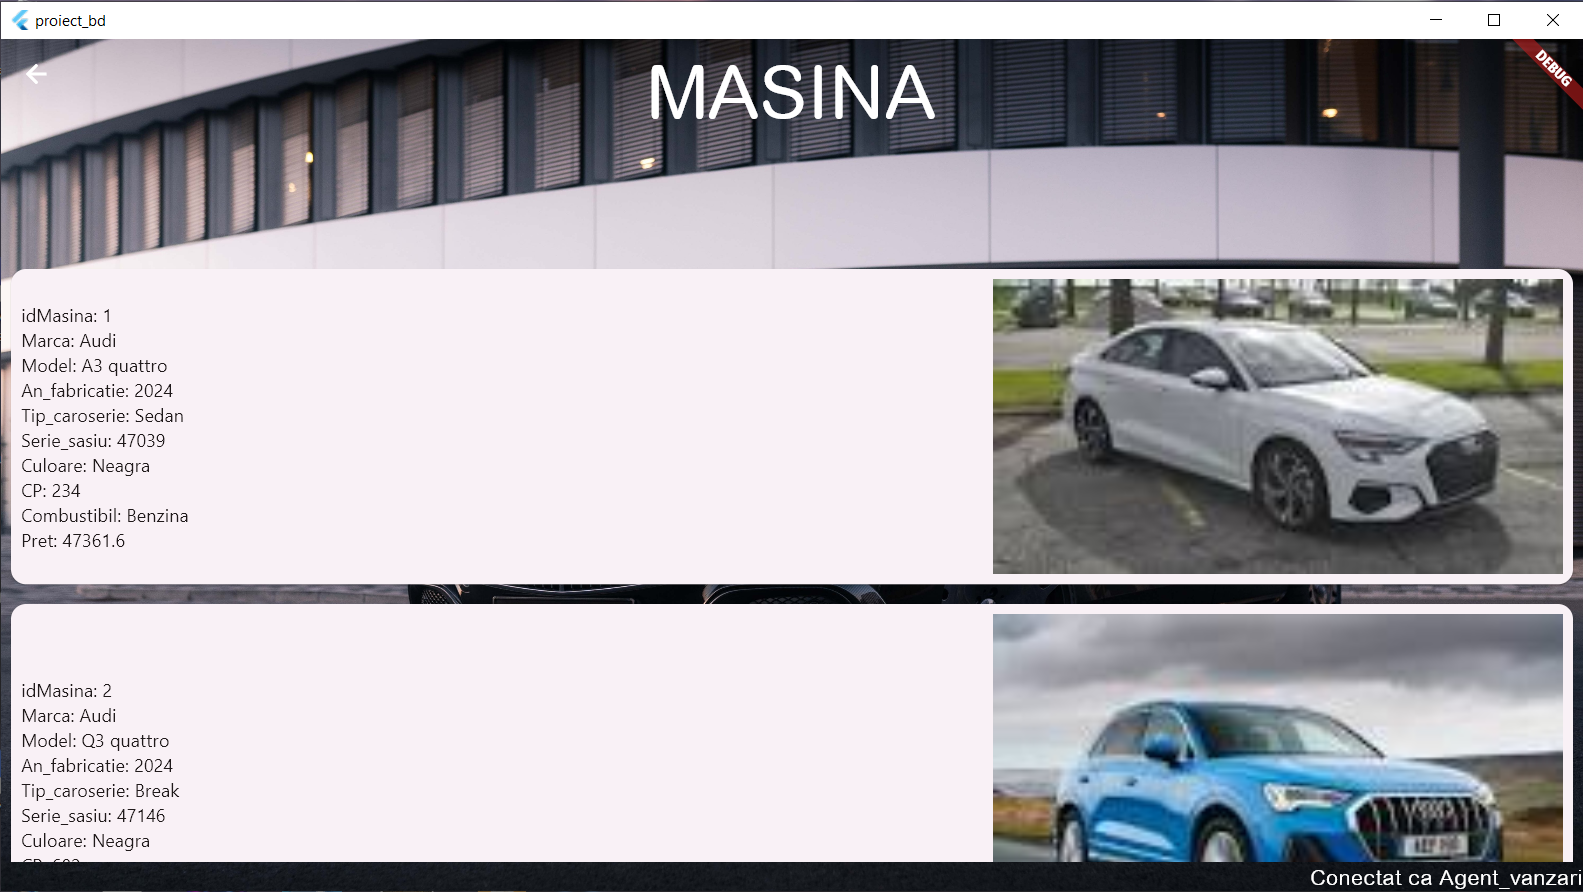 proiect_bd
DEBUG
MASINA
idMasina: 1
Marca: Audi
Model: A3 quattro
An_fabricatie: 2024
Tip_caroserie: Sedan
Serie_sasiu: 47039
Culoare: Neagra
CP: 234
Combustibil: Benzina
Pret: 47361.6
idMasina: 2
Marca: Audi
Model: Q3 quattro
An_fabricatie: 2024
Tip_caroserie: Break
Serie_sasiu: 47146
Culoare: Neagra
Conectat ca Agent_vanzari